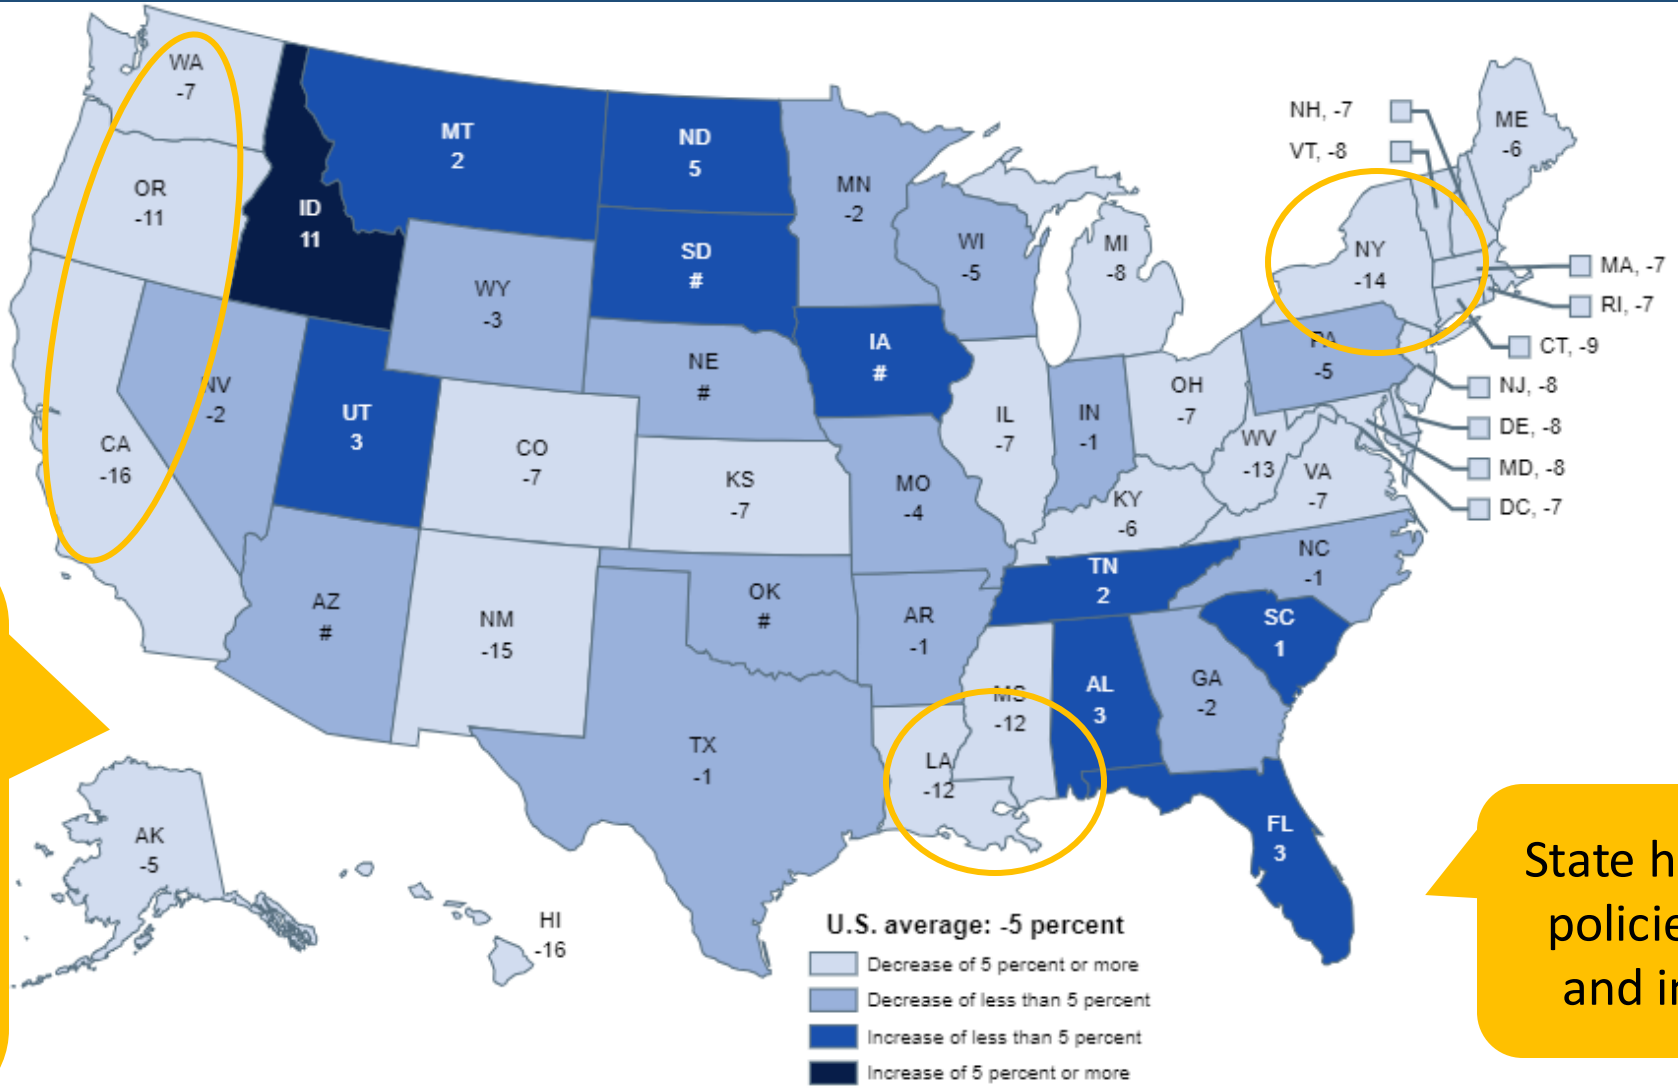 WA
-7
OR
-11
CA
-16
ID
11
MT
2
ND
5
SD
#
WY
-3
NV
-2
UT
3
CO
-7
NE
#
KS
-7
AZ
#
NM
-15
OK
#
TX
-1
MN
-2
WI
-5
IA
#
MO
-4
AR
-1
LA
-12
MS
-12
IL
-7
IN
-1
MI
-8
OH
-7
KY
-6
TN
2
AL
3
GA
-2
FL
3
SC
1
NC
-1
VA
-7
WV
-13
PA
-5
NY
-14
ME
-6
NH, -7
VT, -8
MA, -7
RI, -7
CT, -9
NJ, -8
DE, -8
MD, -8
DC, -7
AK
-5
HI
-16
U.S. average: -5 percent
Decrease of 5 percent or more
Decrease of less than 5 percent
Increase of less than 5 percent
Increase of 5 percent or more
State
and